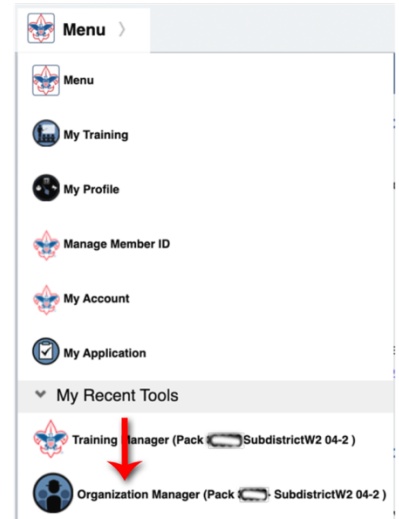 Menu
Menu
My Training
My Profile
Manage Member ID
My Account
My Application
My Recent Tools
Training Manager (Pack SubdistrictW2 04-2 )
Organization Manager (Pack - SubdistrictW2 04-2 )